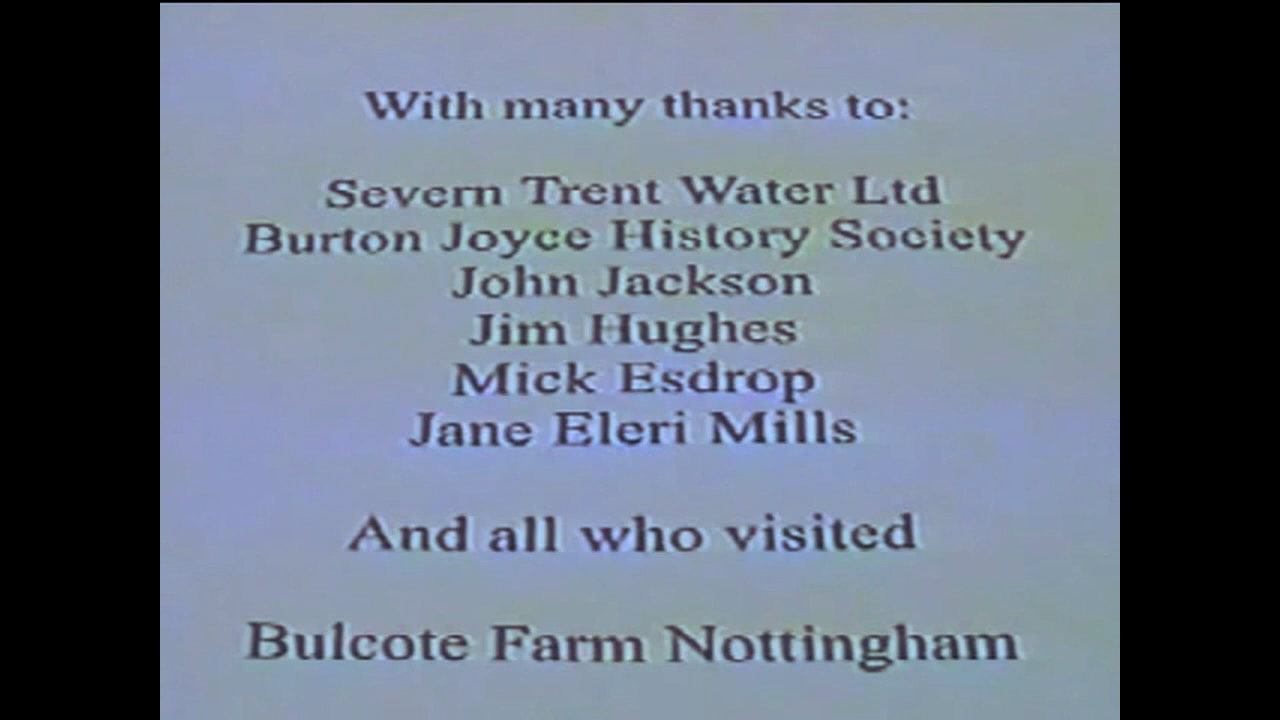 With many thanks to:
Severn Trent Water Ltd
Burton Joyce History Society
John Jackson
Jim Hughes
Mick Esdrop
Jane Eleri Mills
And all who visited
Bulcote Farm Nottingham